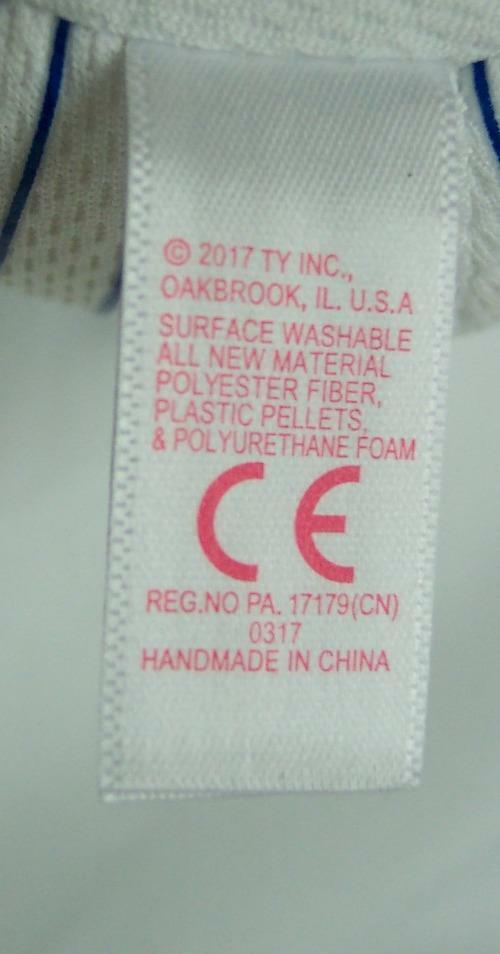 © 2017 TY INC.,
OAKBROOK, IL. U.S.A
SURFACE WASHABLE
ALL NEW MATERIAL
POLYESTER FIBER,
PLASTIC PELLETS,
& POLYURETHANE FOAM
CE
REG.NO PA. 17179(CN)
0317
HANDMADE IN CHINA